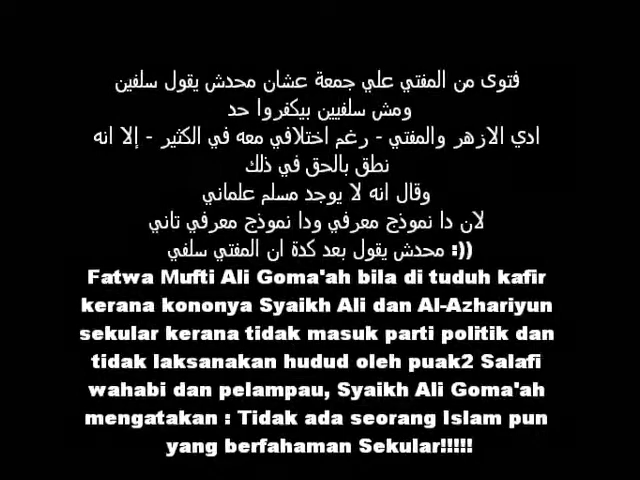 فتوى من المفتي علي جمعة عشان محدش يقول سلفين
ومش سلفيين بيكفروا حد
ادي الازهر والمفتي - رغم اختلافي معه في الكثير - إلا انه
نطق بالحق في ذلك
وقال انه لا يوجد مسلم علماني
لان دا نموذج معرفي ودا نموذج معرفي تاني
محدش يقول بعد كدة ان المفتي سلفي :))
Fatwa Mufti Ali Goma'ah bila di tuduh kafir
kerana kononya Syaikh Ali dan Al-Azhariyun
sekular kerana tidak masuk parti politik dan
tidak laksanakan hudud oleh puak2 Salafi
wahabi dan pelampau, Syaikh Ali Goma'ah
mengatakan : Tidak ada seorang Islam pun
yang berfahaman Sekular!!!!!